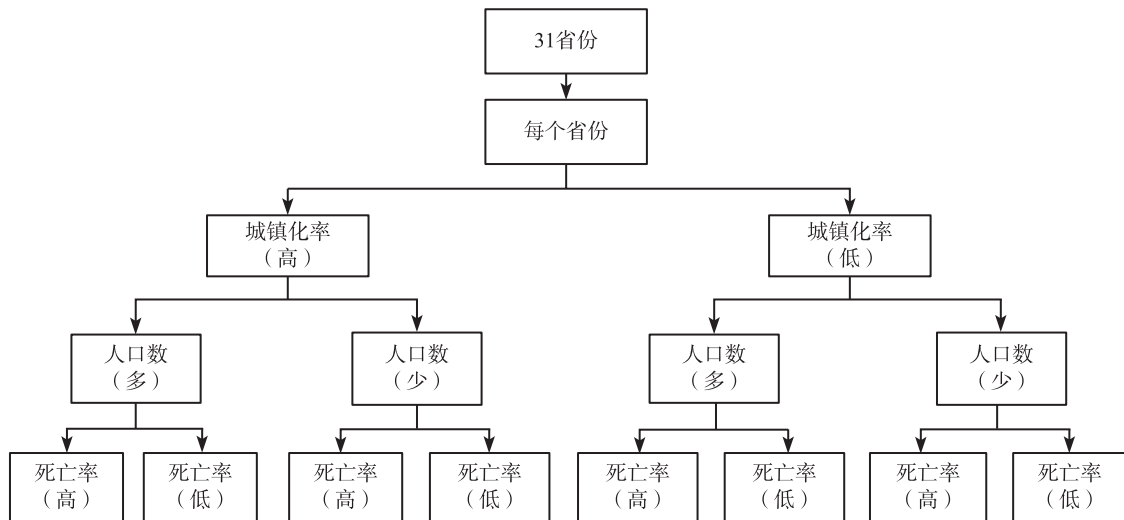 31省份
每个省份
城镇化率
（高）
城镇化率
（低）
人口数
（多）
人口数
（少）
人口数
（多）
人口数
（少）
死亡率
（高）
死亡率
（低）
死亡率
（高）
死亡率
（低）
死亡率
（高）
死亡率
（低）
死亡率
（高）
死亡率
（低）